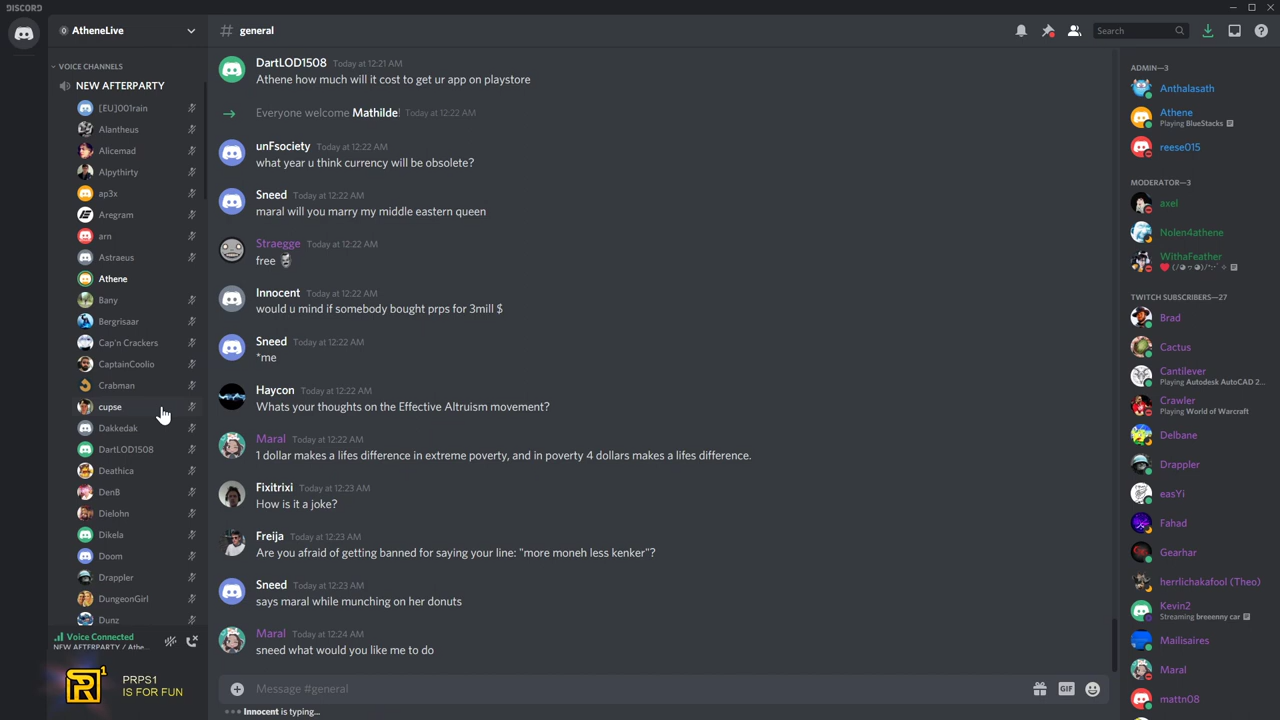 DISCORD
AtheneLive
# general
Search
VOICE CHANNELS
NEW AFTERPARTY
[EU]001rain
Alantheus
Alicemad
Alpythirty
ap3x
Aregram
arn
Astraeus
Athene
Bany
Bergrisaar
Cap'n Crackers
CaptainCoolio
Crabman
cupse
Dakkedak
DartLOD1508
Deathica
DenB
Dielohn
Dikela
Doom
Drappler
DungeonGirl
Dunz
Voice Connected
NEW AFTERPARTY / Athe...
PRPS1
IS FOR FUN
DartLOD1508 Today at 12:21 AM
Athene how much will it cost to get ur app on playstore
Everyone welcome Mathilde! Today at 12:22 AM
unFsociety Today at 12:22 AM
what year u think currency will be obsolete?
Sneed Today at 12:22 AM
maral will you marry my middle eastern queen
Straegge Today at 12:22 AM
free 🗿
Innocent Today at 12:22 AM
would u mind if somebody bought prps for 3mill $
Sneed Today at 12:22 AM
*me
Haycon Today at 12:22 AM
Whats your thoughts on the Effective Altruism movement?
Maral Today at 12:22 AM
1 dollar makes a lifes difference in extreme poverty, and in poverty 4 dollars makes a lifes difference.
Fixitrixi Today at 12:23 AM
How is it a joke?
Freija Today at 12:23 AM
Are you afraid of getting banned for saying your line: "more moneh less kenker"?
Sneed Today at 12:23 AM
says maral while munching on her donuts
Maral Today at 12:24 AM
sneed what would you like me to do
Message #general
GIF
Innocent is typing...
ADMIN—3
Anthalasath
Athene
Playing BlueStacks
reese015
MODERATOR—3
axel
Nolen4athene
WithaFeather
TWITCH SUBSCRIBERS—27
Brad
Cactus
Cantilever
Playing Autodesk AutoCAD 2...
Crawler
Playing World of Warcraft
Delbane
Drappler
easYi
Fahad
Gearhar
herrlichakafool (Theo)
Kevin2
Streaming breeenny car
Mailisaires
Maral
mattn08